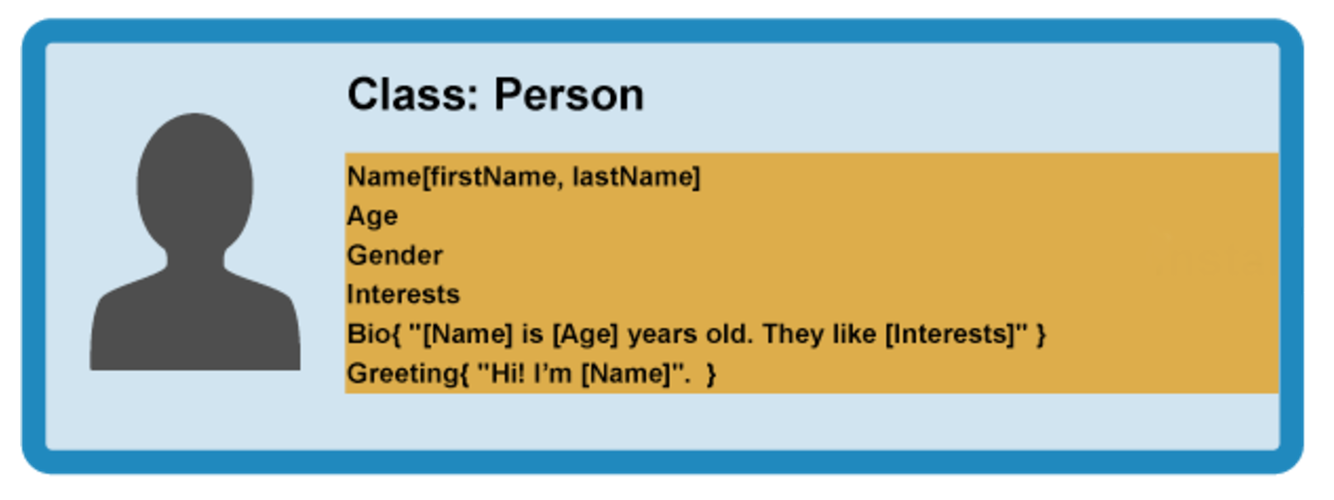 Class: Person
Name[firstName, lastName]
Age
Gender
Interests
Bio{ "[Name] is [Age] years old. They like [Interests]" }
Greeting{ "Hi! I’m [Name]".  }